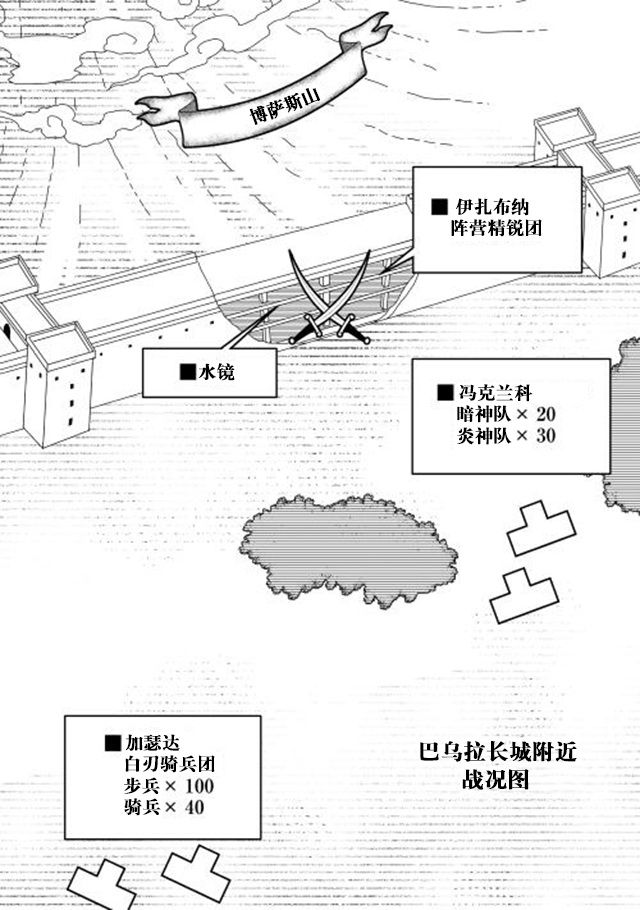 博萨斯山
■伊扎布纳
阵营精锐团
■水镜
■冯克兰科
暗神队×20
炎神队×30
■加瑟达
白刃骑兵团
步兵×100
骑兵×40
巴乌拉长城附近
战况图